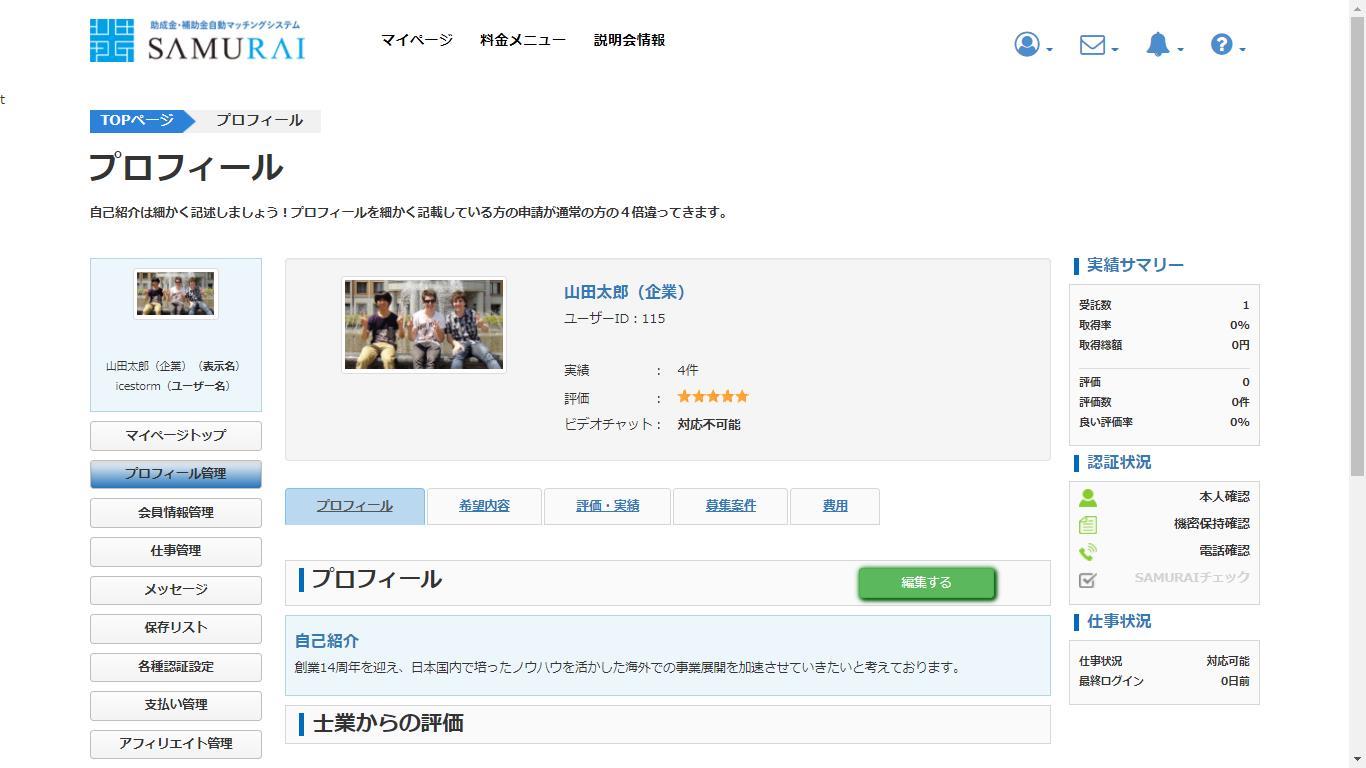 助成金・補助金自動マッチングシステム
SAMURAI
マイページ
料金メニュー
説明会情報
t
TOPページ
プロフィール
プロフィール
自己紹介は細かく記述しましょう！プロフィールを細かく記載している方の申請が通常の方の４倍違ってきます。
山田太郎（企業）（表示名）
icestorm（ユーザー名）
マイページトップ
プロフィール管理
会員情報管理
仕事管理
メッセージ
保存リスト
各種認証設定
支払い管理
アフィリエイト管理
山田太郎（企業）
ユーザーID：115
実績 ： 4件
評価 ： ★★★★★
ビデオチャット： 対応不可能
プロフィール
希望内容
評価・実績
募集案件
費用
プロフィール
編集する
自己紹介
創業14周年を迎え、日本国内で培ったノウハウを活かした海外での事業展開を加速させていきたいと考えております。
士業からの評価
実績サマリー
受託数 1
取得率 0%
取得総額 0円
評価 0
評価数 0件
良い評価率 0%
認証状況
本人確認
機密保持確認
電話確認
SAMURAIチェック
仕事状況
仕事状況 対応可能
最終ログイン 0日前